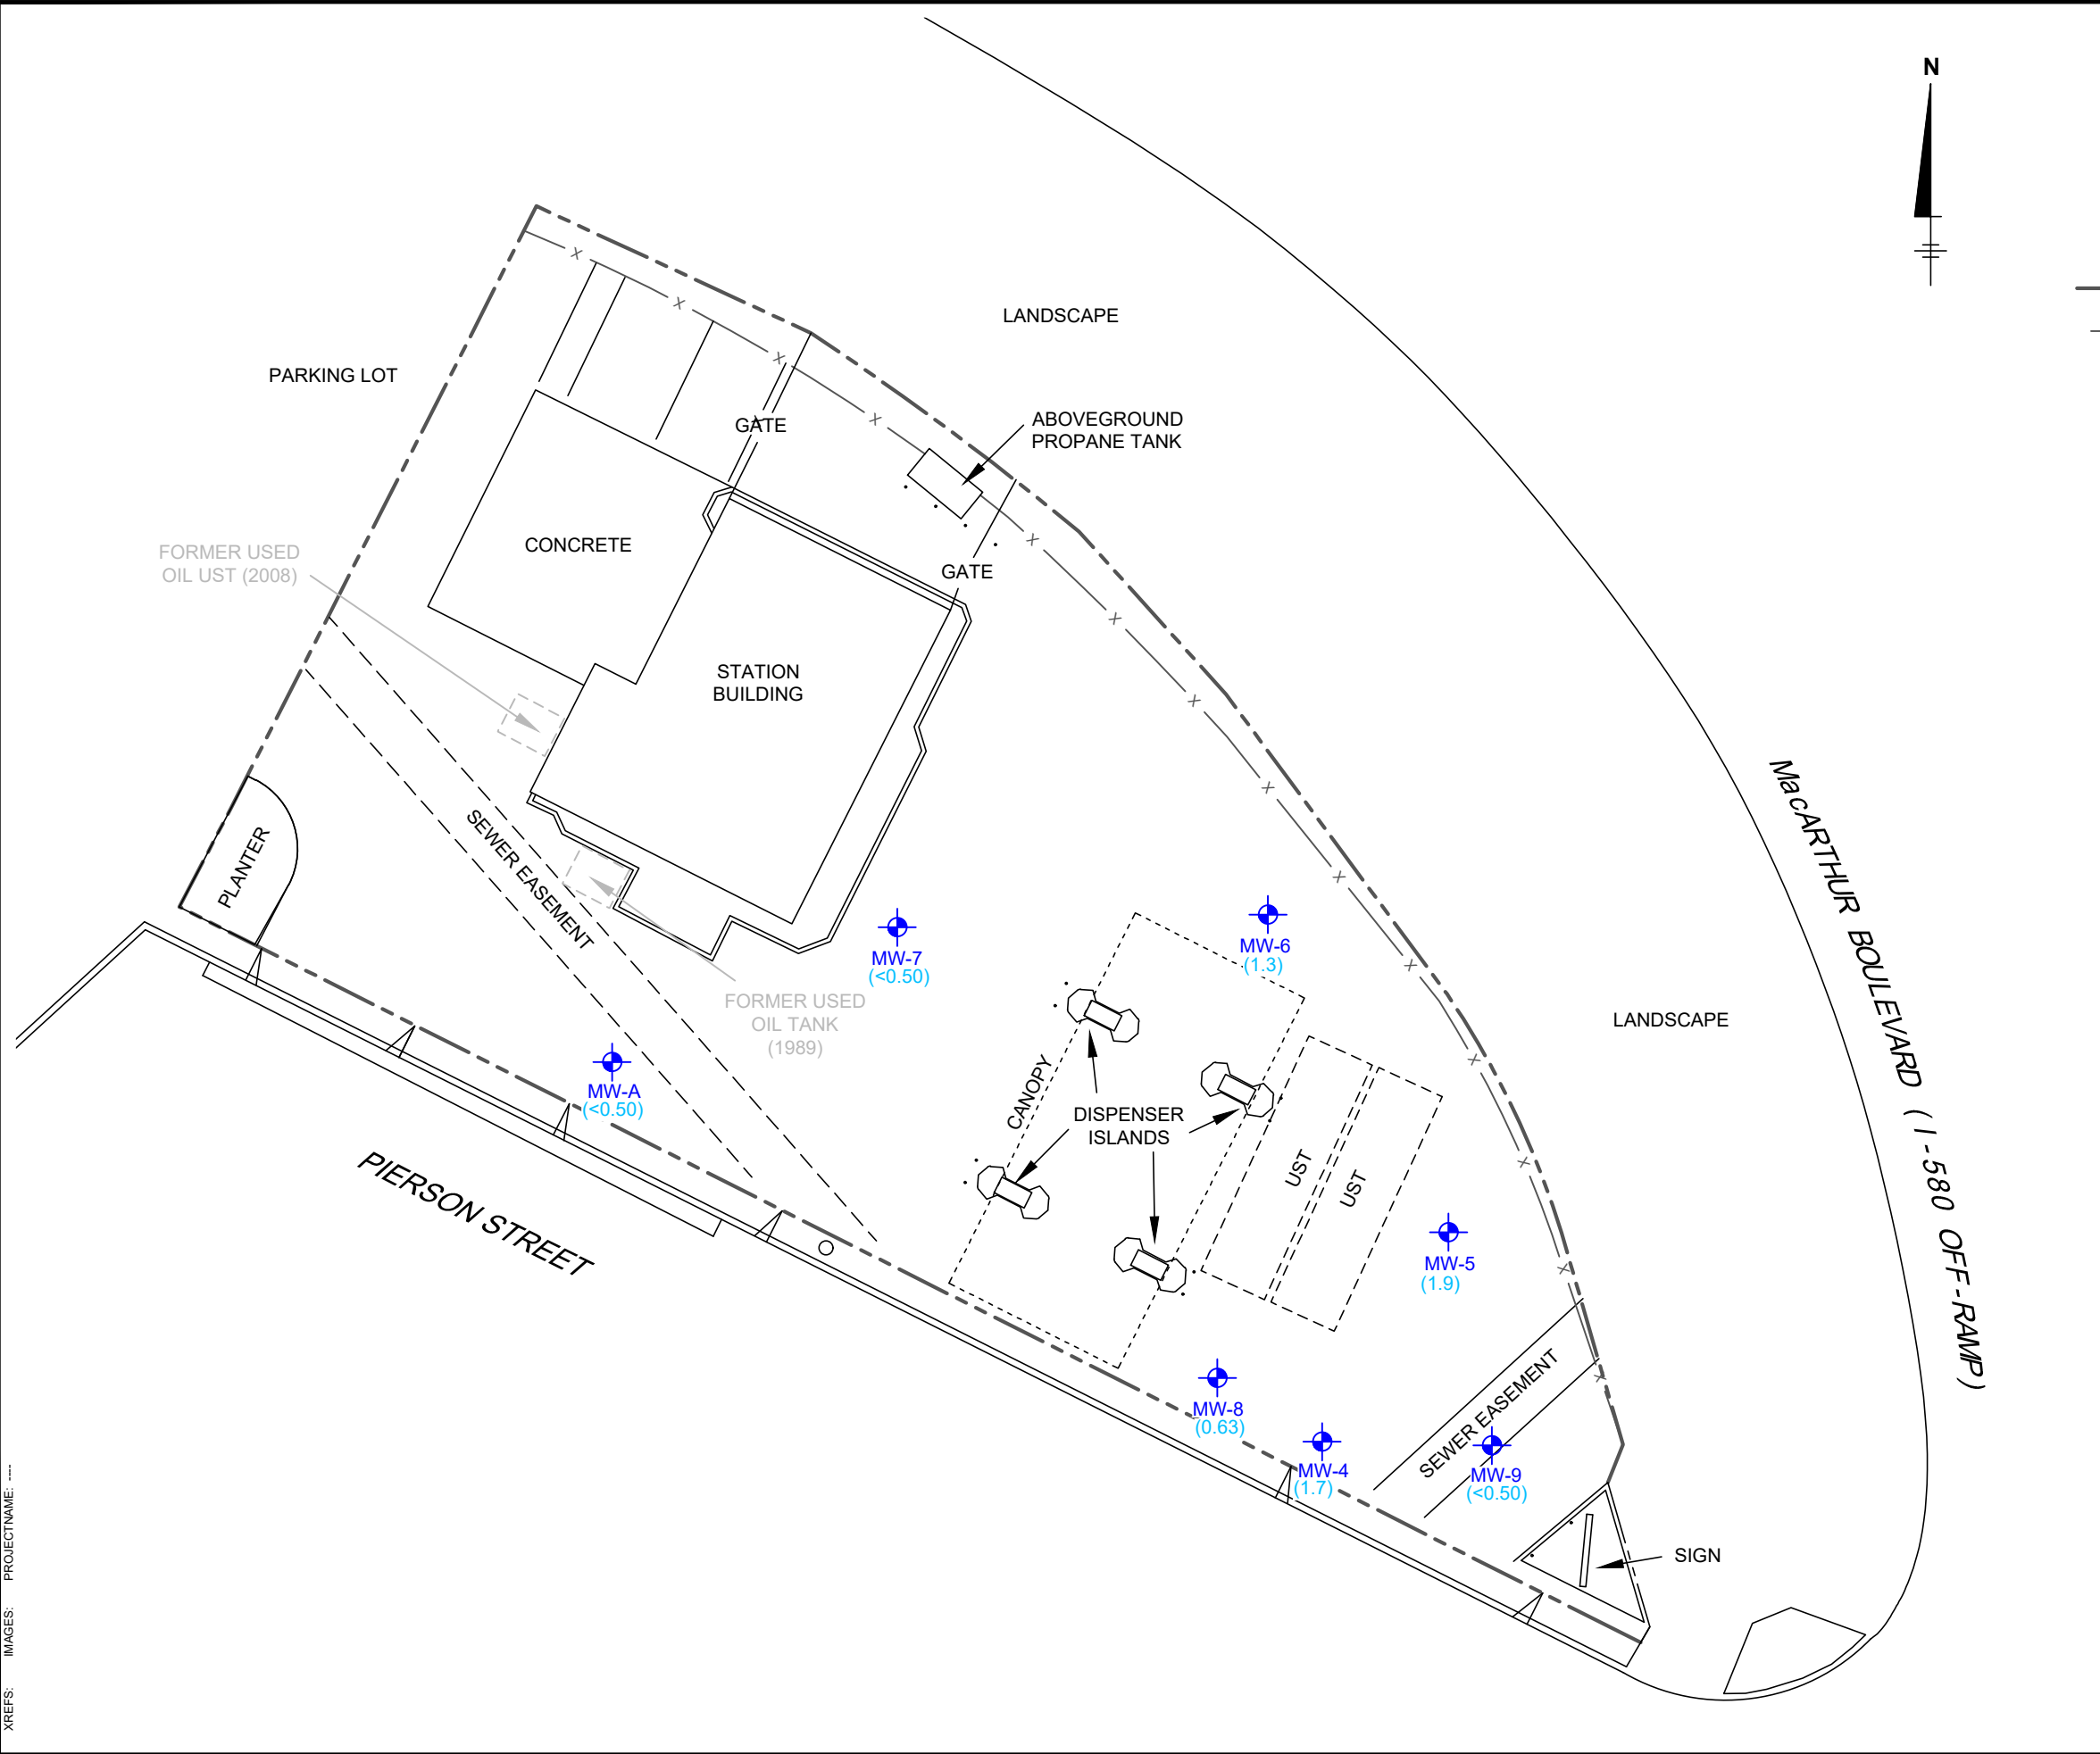 N
LANDSCAPE
PARKING LOT
GATE
ABOVEGROUND
PROPANE TANK
CONCRETE
FORMER USED
OIL UST (2008)
GATE
STATION
BUILDING
PLANTER
SEWER EASEMENT
MW-7
(<0.50)
MW-6
(1.3)
FORMER USED
OIL TANK
(1989)
MacARTHUR BOULEVARD (I-580 OFF-RAMP)
LANDSCAPE
MW-A
(<0.50)
CANOPY
DISPENSER
ISLANDS
UST
UST
PIERSON STREET
MW-5
(1.9)
MW-8
(0.63)
MW-4
(1.7)
SEWER EASEMENT
MW-9
(<0.50)
SIGN
XREFS: IMAGES: PROJECTNAME: ----